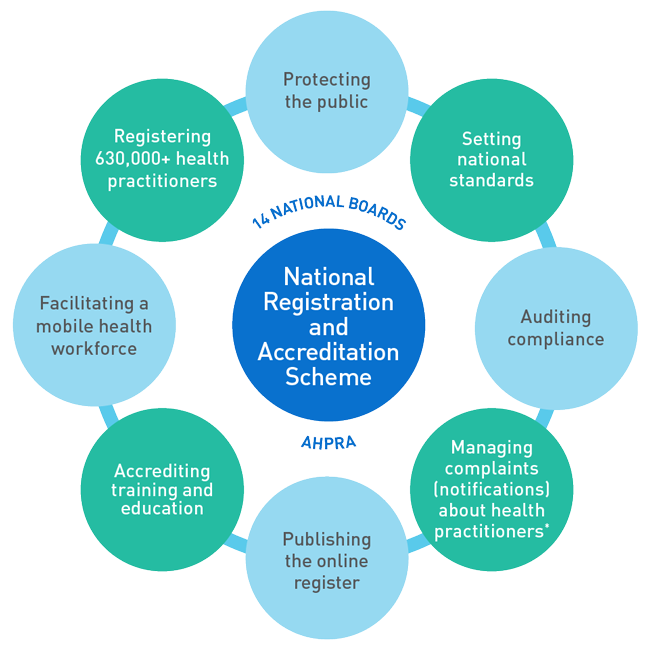 Protecting
the public
Registering
630,000+ health
practitioners
Setting
national
standards
14 NATIONAL BOARDS
National
Registration
and
Accreditation
Scheme
Facilitating a
mobile health
workforce
Auditing
compliance
AHPRA
Accrediting
training and
education
Managing
complaints
(notifications)
about health
practitioners*
Publishing
the online
register